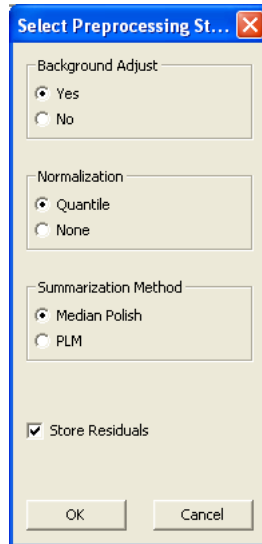 Select Preprocessing St...
Background Adjust
Yes
No
Normalization
Quantile
None
Summarization Method
Median Polish
PLM
Store Residuals
OK Cancel